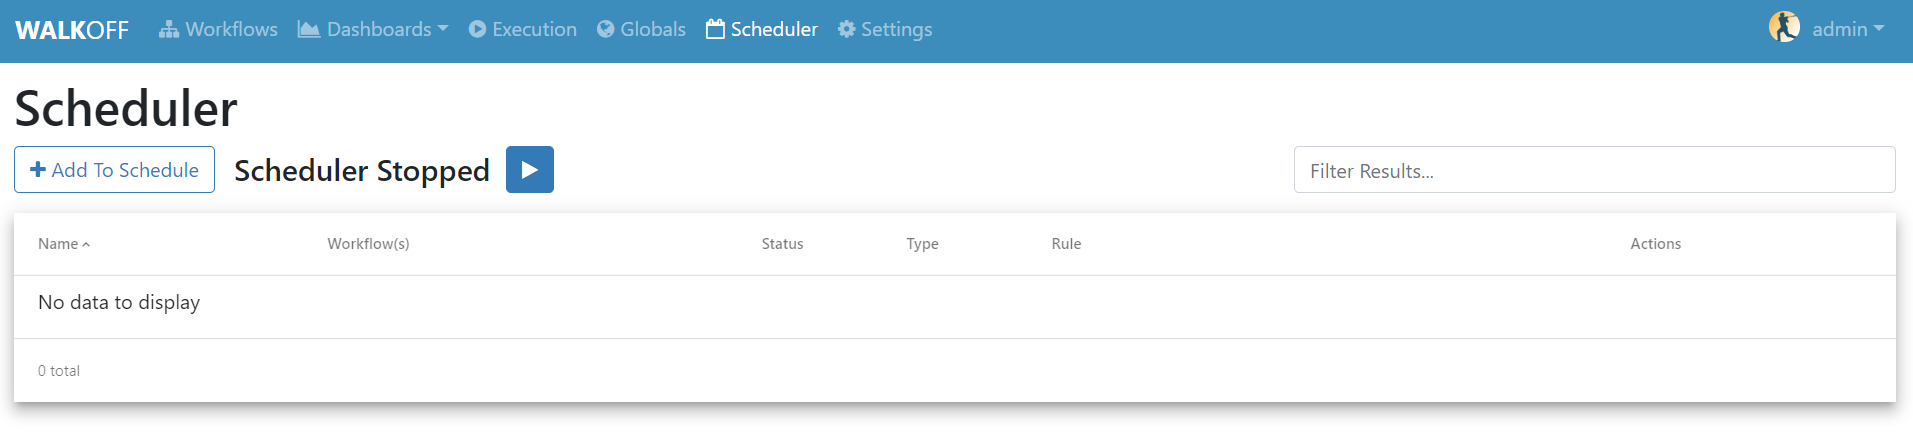 WALKOFF Workflows Dashboards Execution Globals Scheduler Settings admin
Scheduler
Add To Schedule Scheduler Stopped Filter Results...
Name Workflow(s) Status Type Rule Actions
No data to display
0 total